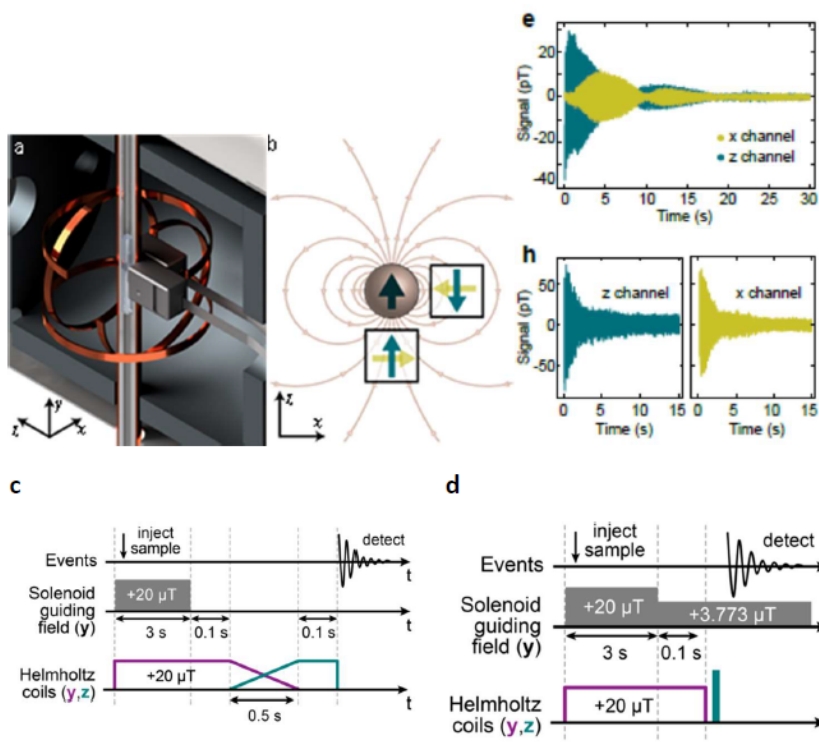 a
y
z
x
b
z
x
e
Signal (pT)
20
0
-20
-40
x channel
z channel
0 5 10 15 20 25 30
Time (s)
h
Signal (pT)
50
0
-50
z channel
x channel
0 5 10 15
0 5 10 15
Time (s)
Time (s)
c
inject
sample
detect
Events
t
Solenoid
guiding
field (y)
+20 µT
t
3 s
0.1 s
0.1 s
Helmholtz
coils (y,z)
+20 µT
t
0.5 s
d
inject
sample
detect
Events
t
Solenoid
guiding
field (y)
+20 µT
+3.773 µT
3 s
0.1 s
Helmholtz
coils (y,z)
+20 µT